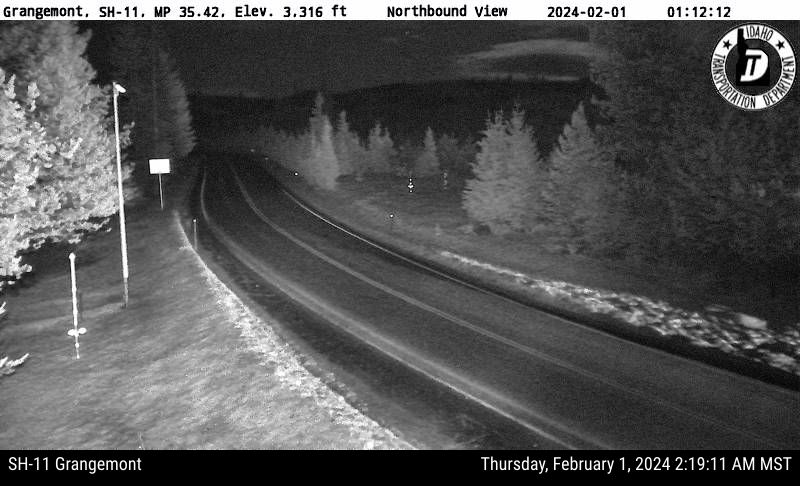 Grangemont, SH-11, MP 35.42, Elev. 3,316 ft Northbound View 2024-02-01 01:12:12
IDAHO
TRANSPORTATION DEPARTMENT
SH-11 Grangemont Thursday, February 1, 2024 2:19:11 AM MST